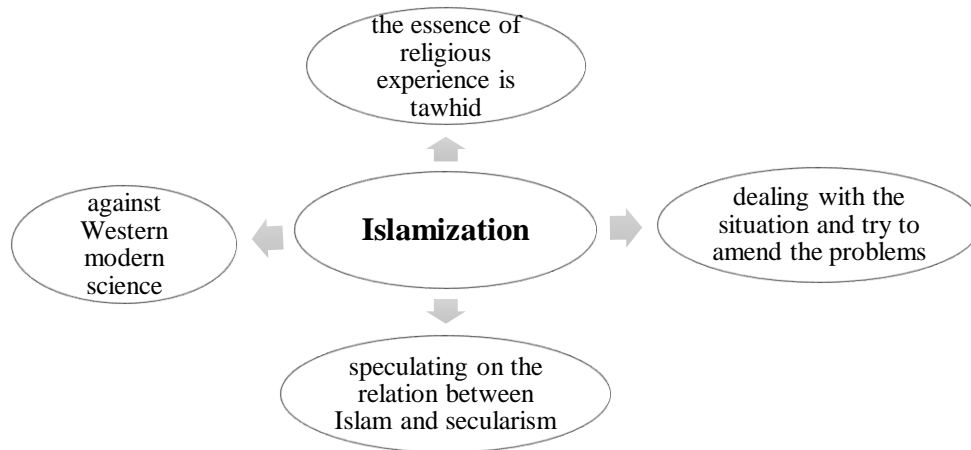 the essence of
religious
experience is
tawhid
against
Western
modern
science
Islamization
dealing with the
situation and try to
amend the problems
speculating on the
relation between
Islam and secularism